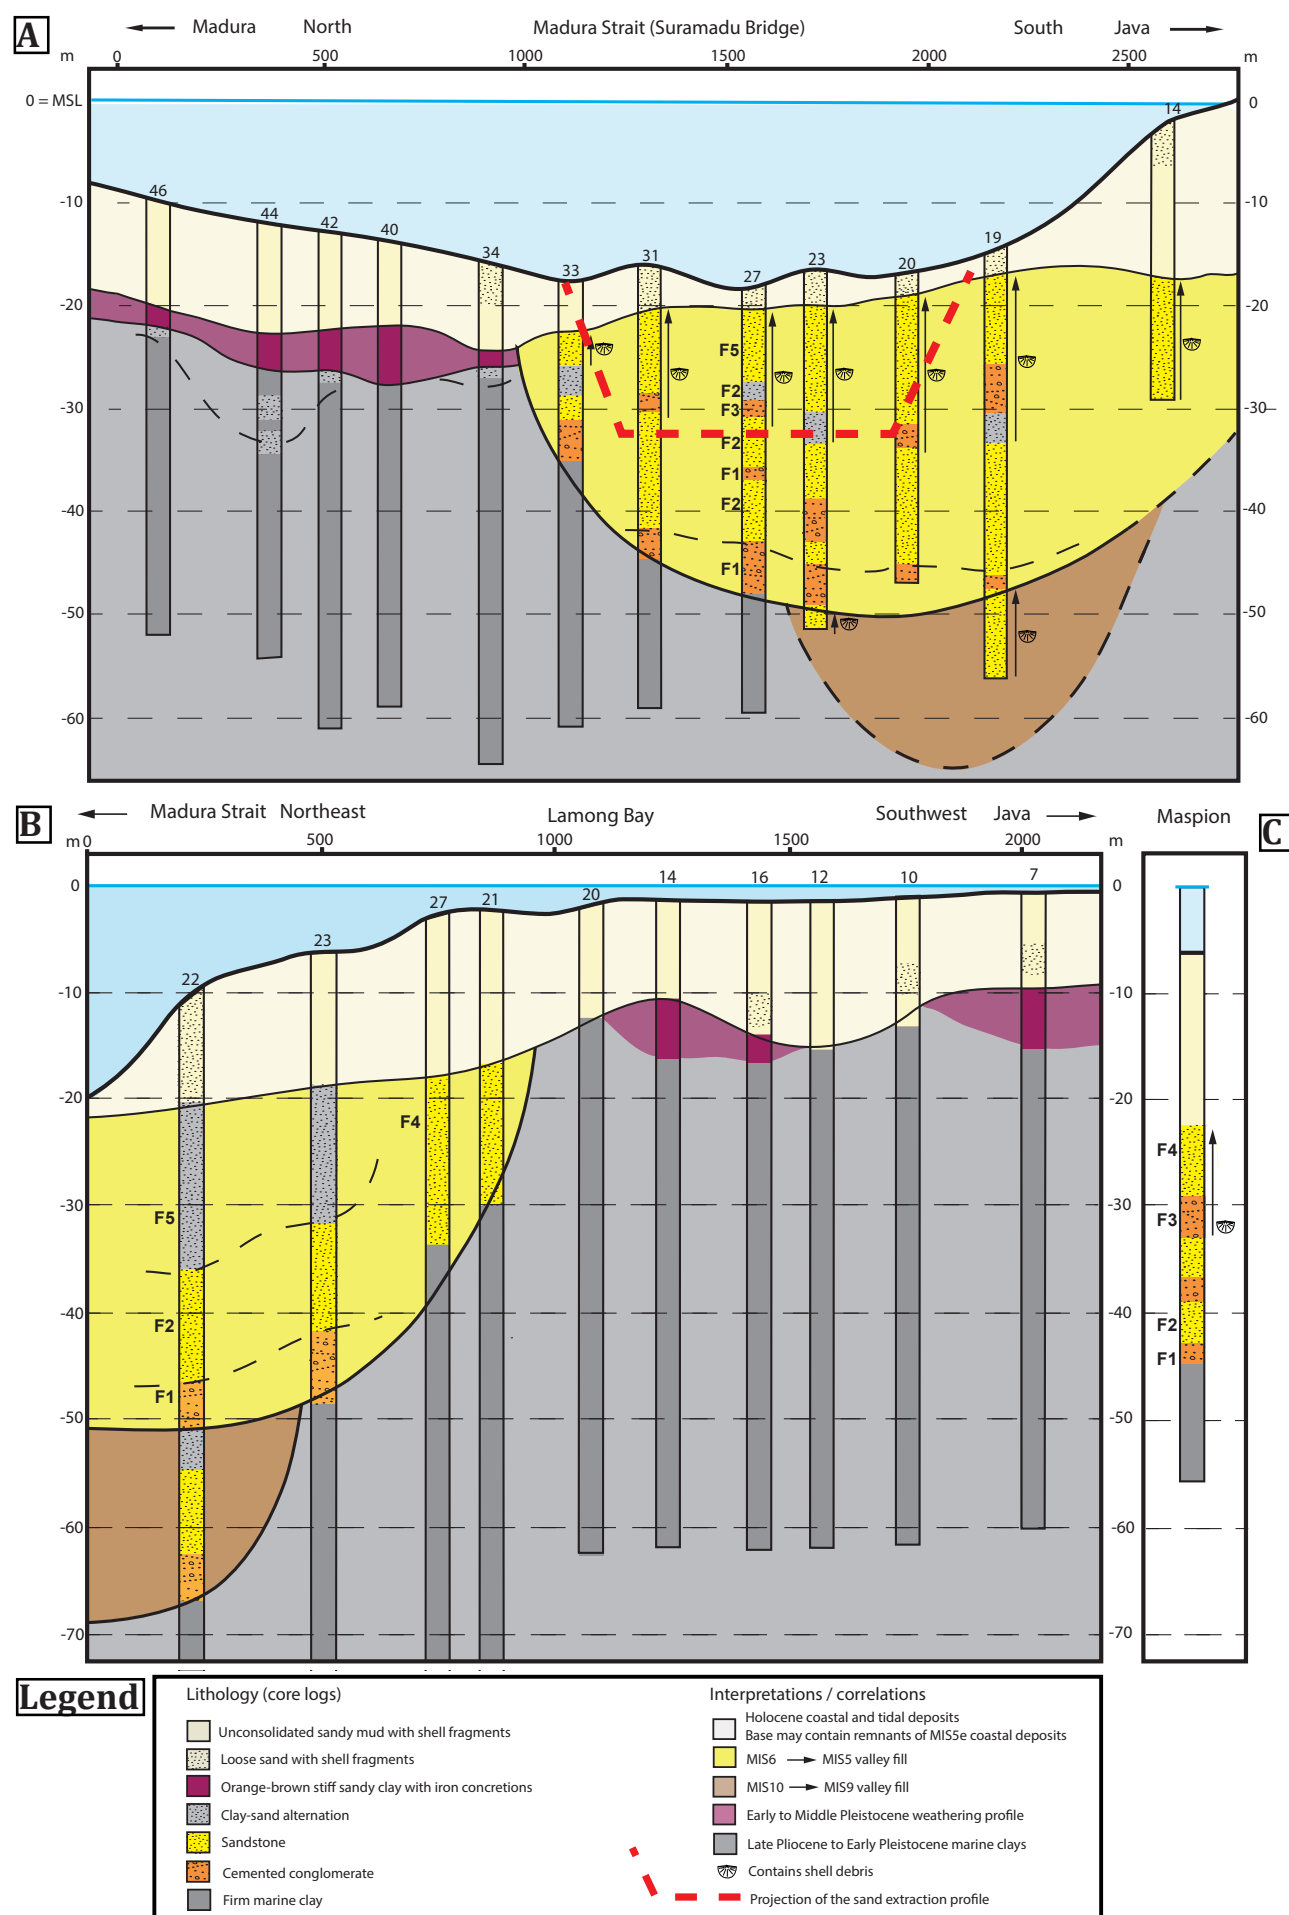 A
Madura North Madura Strait (Suramadu Bridge) South Java
m 0 500 1000 1500 2000 2500 m
0 = MSL 0
14
46 44 42 40 34 33 31 27 23 20 19
-10 -10
-20 -20
F5
F2
F3
-30 -30
F2
F1
F2
-40 -40
F1
-50 -50
-60 -60
B
Madura Strait Northeast Lamong Bay Southwest Java
m 0 500 1000 1500 2000 m
0 0
22 23 27 21 20 14 16 12 10 7
-10 -10
-20 -20
F4
-30 -30
F5
-40 -40
F2
F1
-50 -50
-60 -60
-70 -70
Maspion
C
0
-10
-20
F4
-30
F3
-40
F2
F1
-50
-60
-70
Legend
Lithology (core logs)
Unconsolidated sandy mud with shell fragments
Loose sand with shell fragments
Orange-brown stiff sandy clay with iron concretions
Clay-sand alternation
Sandstone
Cemented conglomerate
Firm marine clay
Interpretations / correlations
Holocene coastal and tidal deposits
Base may contain remnants of MIS5e coastal deposits
MIS6 → MIS5 valley fill
MIS10 → MIS9 valley fill
Early to Middle Pleistocene weathering profile
Late Pliocene to Early Pleistocene marine clays
Contains shell debris
Projection of the sand extraction profile